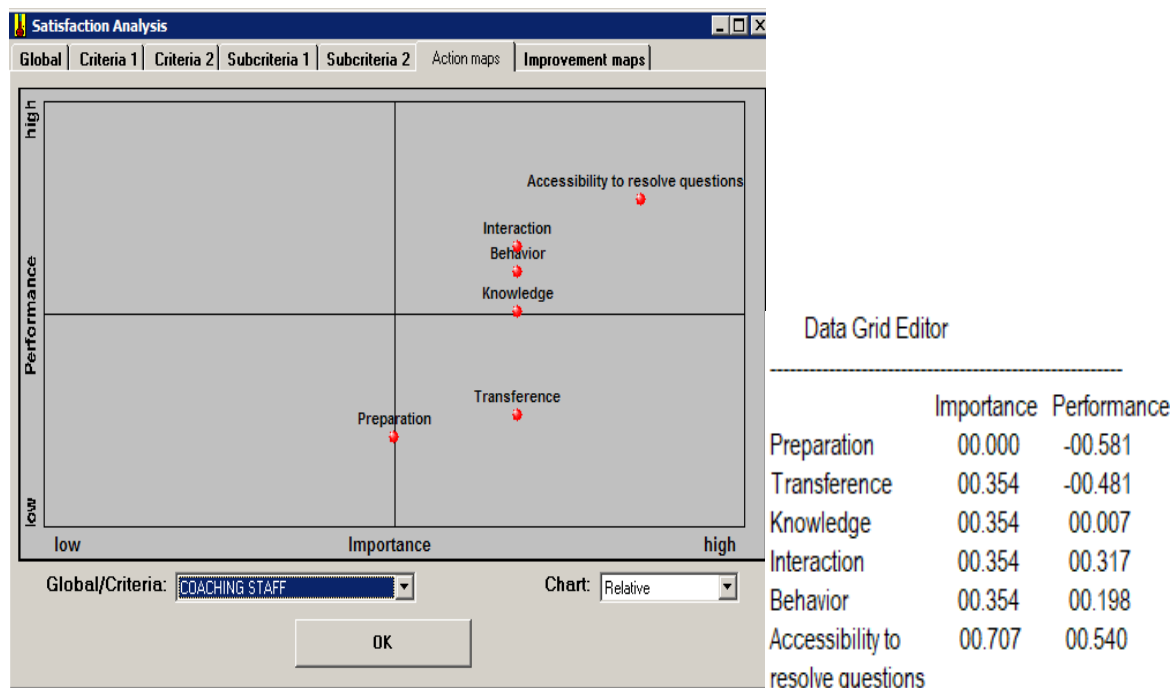 Satisfaction Analysis
Global Criteria 1 Criteria 2 Subcriteria 1 Subcriteria 2 Action maps Improvement maps
high
Performance
low
Accessibility to resolve questions
Interaction
Behavior
Knowledge
Transference
Preparation
low Importance high
Global/Criteria: COACHING STAFF Chart: Relative
OK
Data Grid Editor
Importance Performance
Preparation 00.000 -00.581
Transference 00.354 -00.481
Knowledge 00.354 00.007
Interaction 00.354 00.317
Behavior 00.354 00.198
Accessibility to 00.707 00.540
resolve questions